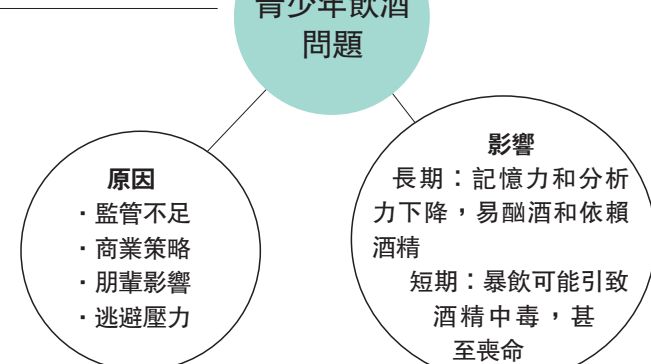 青少年飲酒
問題
原因
·監管不足
·商業策略
·朋輩影響
·逃避壓力
影響
長期：記憶力和分析
力下降，易酗酒和依賴
酒精
短期：暴飲可能引致
酒精中毒，甚
至喪命